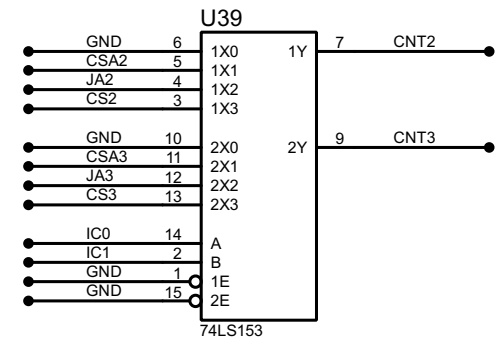 U39
GND 6 1X0 1Y 7 CNT2
CSA2 5 1X1
JA2 4 1X2
CS2 3 1X3
GND 10 2X0 2Y 9 CNT3
CSA3 11 2X1
JA3 12 2X2
CS3 13 2X3
IC0 14 A
IC1 2 B
GND 1 1E
GND 15 2E
74LS153